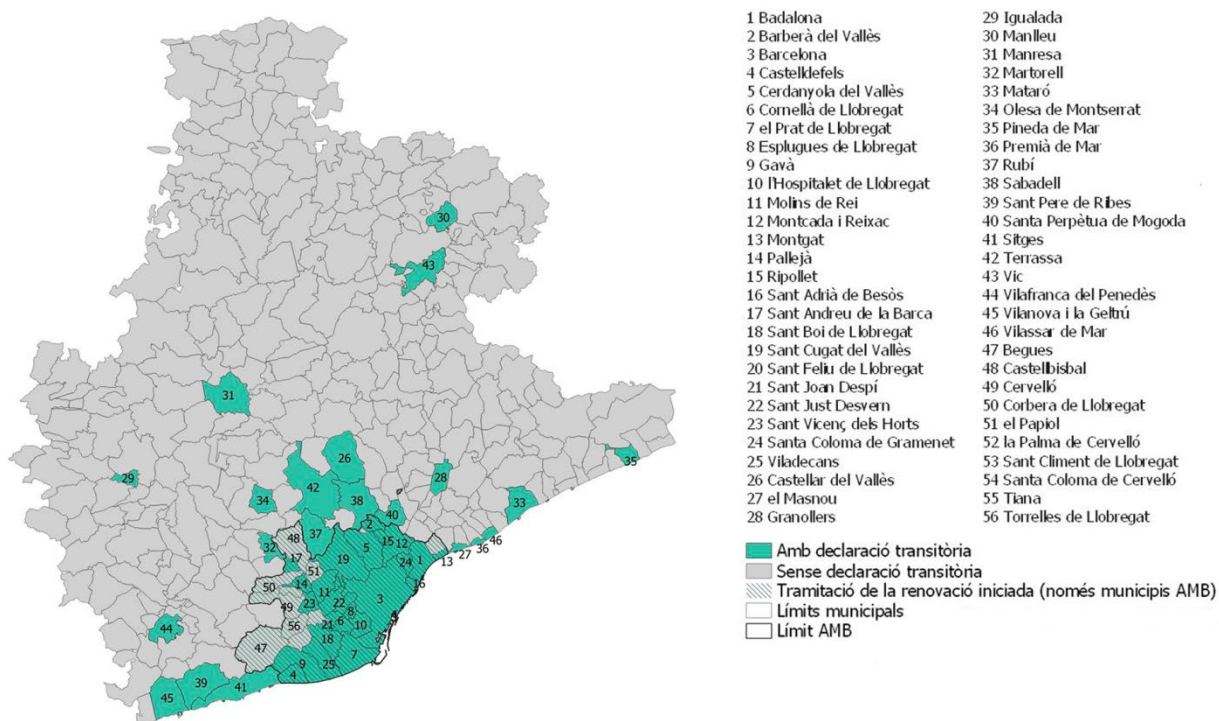 1 Badalona
2 Barberà del Vallès
3 Barcelona
4 Castelldefels
5 Cerdanyola del Vallès
6 Cornellà de Llobregat
7 el Prat de Llobregat
8 Esplugues de Llobregat
9 Gavà
10 l'Hospitalet de Llobregat
11 Molins de Rei
12 Montcada i Reixac
13 Montgat
14 Pallejà
15 Ripollet
16 Sant Adrià de Besòs
17 Sant Andreu de la Barca
18 Sant Boi de Llobregat
19 Sant Cugat del Vallès
20 Sant Feliu de Llobregat
21 Sant Joan Despí
22 Sant Just Desvern
23 Sant Vicenç dels Horts
24 Santa Coloma de Gramenet
25 Viladecans
26 Castellar del Vallès
27 el Masnou
28 Granollers
29 Igualada
30 Manlleu
31 Manresa
32 Martorell
33 Mataró
34 Olesa de Montserrat
35 Pineda de Mar
36 Premià de Mar
37 Rubí
38 Sabadell
39 Sant Pere de Ribes
40 Santa Perpètua de Mogoda
41 Sitges
42 Terrassa
43 Vic
44 Vilafranca del Penedès
45 Vilanova i la Geltrú
46 Vilassar de Mar
47 Begues
48 Castellbisbal
49 Cervelló
50 Corbera de Llobregat
51 el Papiol
52 la Palma de Cervelló
53 Sant Climent de Llobregat
54 Santa Coloma de Cervelló
55 Tiana
56 Torrelles de Llobregat
Amb declaració transitòria
Sense declaració transitòria
Tramitació de la renovació iniciada (només municipis AMB)
Límits municipals
Límit AMB
30
43
31
29
26
28
35
42
34
38
33
40
2
46
36
27
13
37
32
48
17
51
19
5
15
12
24
1
16
50
14
11
23
49
22
8
3
21
6
10
56
18
44
47
7
25
9
4
41
39
45